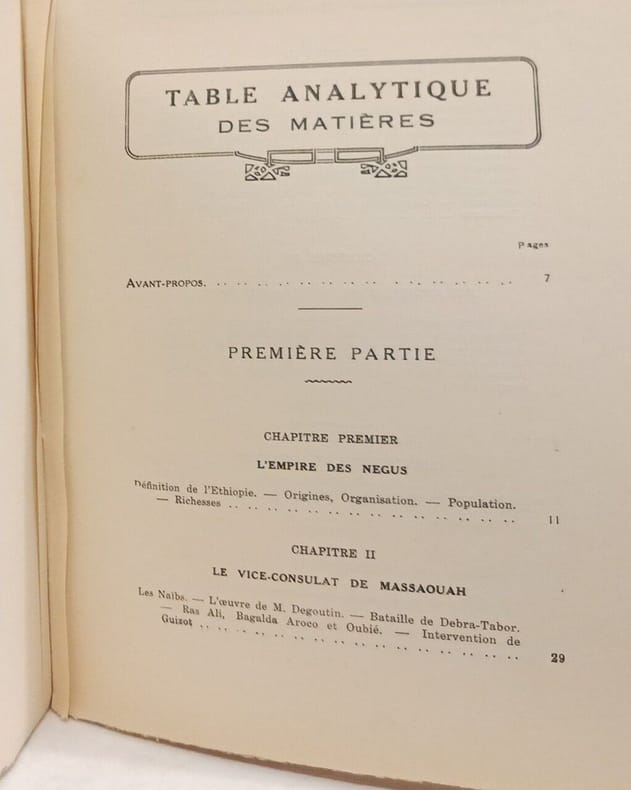 TABLE ANALYTIQUE
DES MATIÈRES
Pages
AVANT-PROPOS. .. .. .. .. .. .. .. .. .. .. .. .. .. .. 7
PREMIÈRE PARTIE
CHAPITRE PREMIER
L'EMPIRE DES NEGUS
Définition de l'Ethiopie. — Origines, Organisation. — Population.
— Richesses .. .. .. .. .. .. .. .. .. .. .. .. .. .. 11
CHAPITRE II
LE VICE-CONSULAT DE MASSAOUAH
Les Naïbs. — L'œuvre de M. Degoutin. — Bataille de Debra-Tabor.
— Ras Ali, Bagalda Aroco et Oubié. — Intervention de
Guizot .. .. .. .. .. .. .. .. .. .. .. .. .. .. .. 29